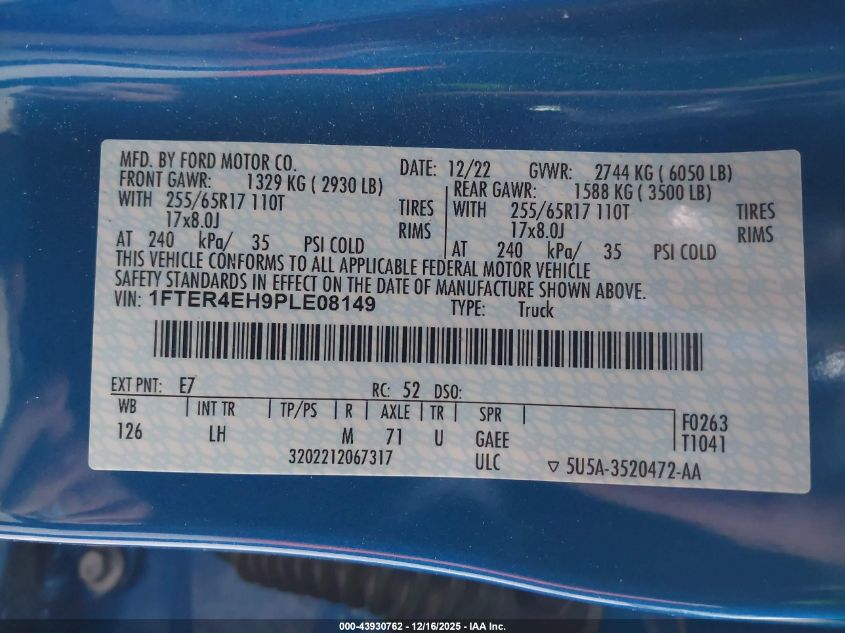 MFD. BY FORD MOTOR CO. DATE: 12/22 GVWR: 2744 KG ( 6050 LB)
FRONT GAWR: 1329 KG ( 2930 LB) REAR GAWR: 1588 KG ( 3500 LB)
WITH 255/65R17 110T TIRES WITH 255/65R17 110T TIRES
17x8.0J RIMS 17x8.0J RIMS
AT 240 kPa/ 35 PSI COLD AT 240 kPa/ 35 PSI COLD
THIS VEHICLE CONFORMS TO ALL APPLICABLE FEDERAL MOTOR VEHICLE
SAFETY STANDARDS IN EFFECT ON THE DATE OF MANUFACTURE SHOWN ABOVE.
VIN: 1FTER4EH9PLE08149 TYPE: Truck
EXT PNT: E7 RC: 52 DSO:
WB INT TR TP/PS R AXLE TR SPR F0263
126 LH M 71 U GAEE T1041
3202212067317 ULC ▽ 5U5A-3520472-AA
000-43930762 - 12/16/2025 - IAA Inc.